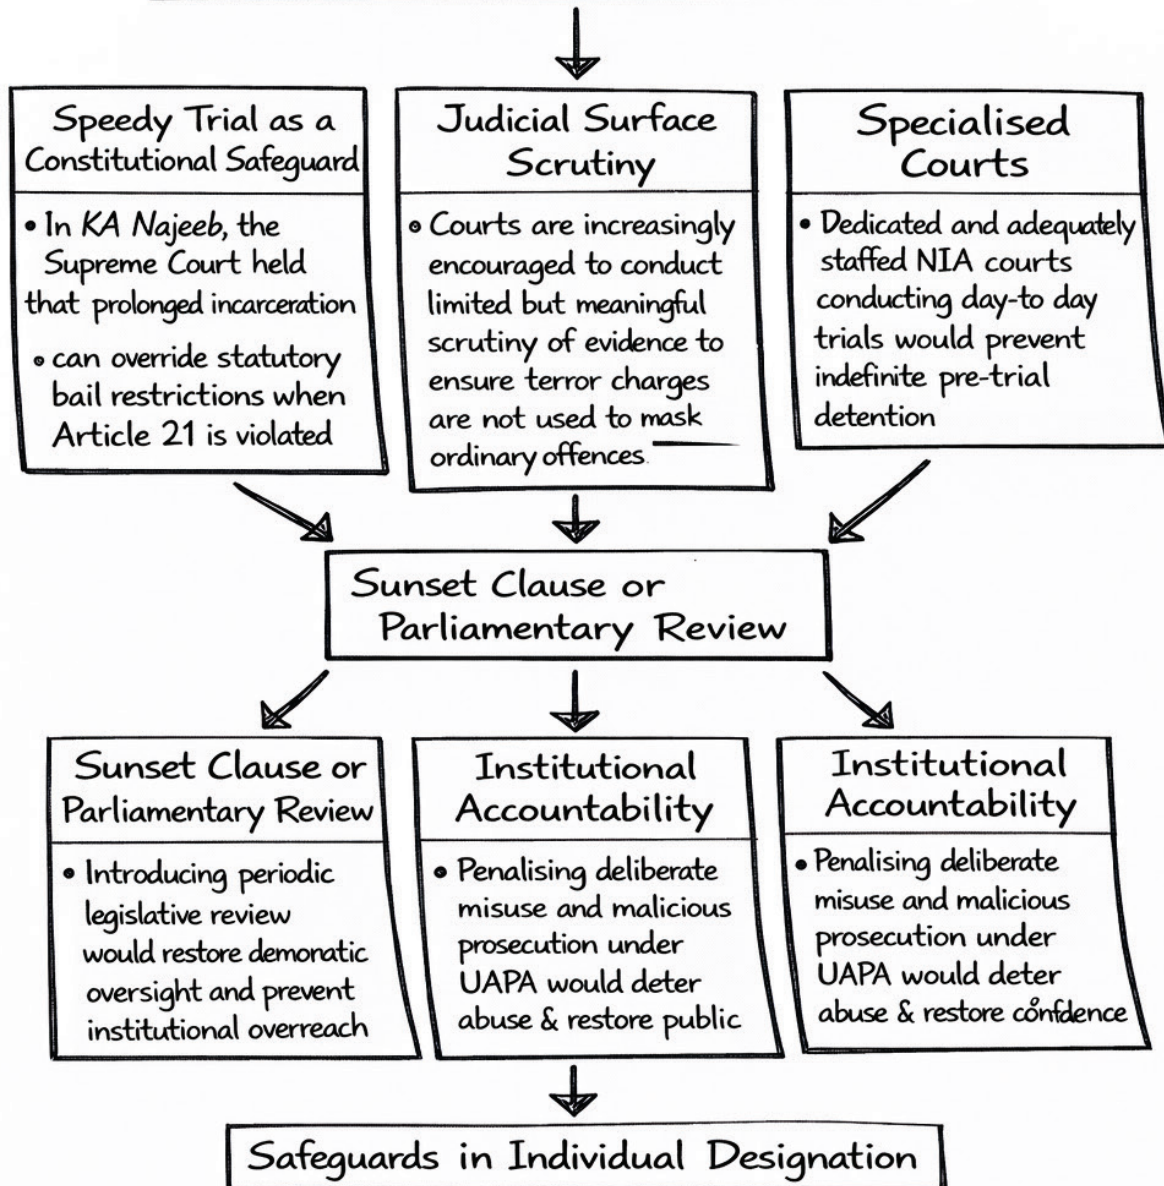 Speedy Trial as a
Constitutional Safeguard
• In KA Najeeb, the
Supreme Court held
that prolonged incarceration
• can override statutory
bail restrictions when
Article 21 is violated
Judicial Surface
Scrutiny
• Courts are increasingly
encouraged to conduct
limited but meaningful
scrutiny of evidence to
ensure terror charges
are not used to mask
ordinary offences.
Specialised
Courts
• Dedicated and adequately
staffed NIA courts
conducting day-to day
trials would prevent
indefinite pre-trial
detention
Sunset Clause or
Parliamentary Review
Sunset Clause or
Parliamentary Review
• Introducing periodic
legislative review
would restore demonatic
oversight and prevent
institutional overreach
Institutional
Accountability
• Penalising deliberate
misuse and malicious
prosecution under
UAPA would deter
abuse & restore public
Institutional
Accountability
• Penalising deliberate
misuse and malicious
prosecution under
UAPA would deter
abuse & restore confdence
Safeguards in Individual Designation